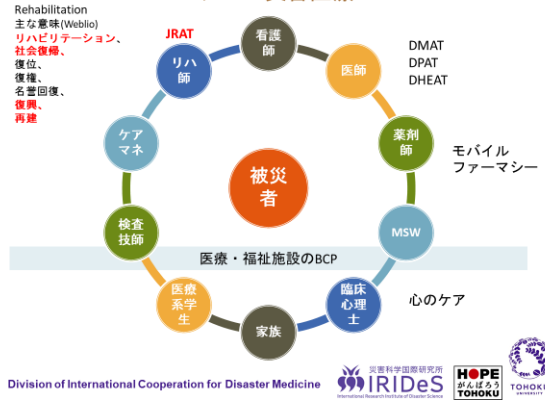 Rehabilitation
主な意味(Weblio)
リハビリテーション、
社会復帰、
復位、
復権、
名誉回復、
復興、
再建
JRAT
看護
師
医師
DMAT
DPAT
DHEAT
リハ
師
薬剤
師
モバイル
ファーマシー
ケア
マネ
被災
者
検査
技師
MSW
医療・福祉施設のBCP
医療
系学
生
家族
臨床
心理
士
心のケア
Division of International Cooperation for Disaster Medicine
災害科学国際研究所
IRIDeS
International Research Institute of Disaster Science
HOPE
がんばろう
TOHOKU
TOHOKU
UNIVERSITY